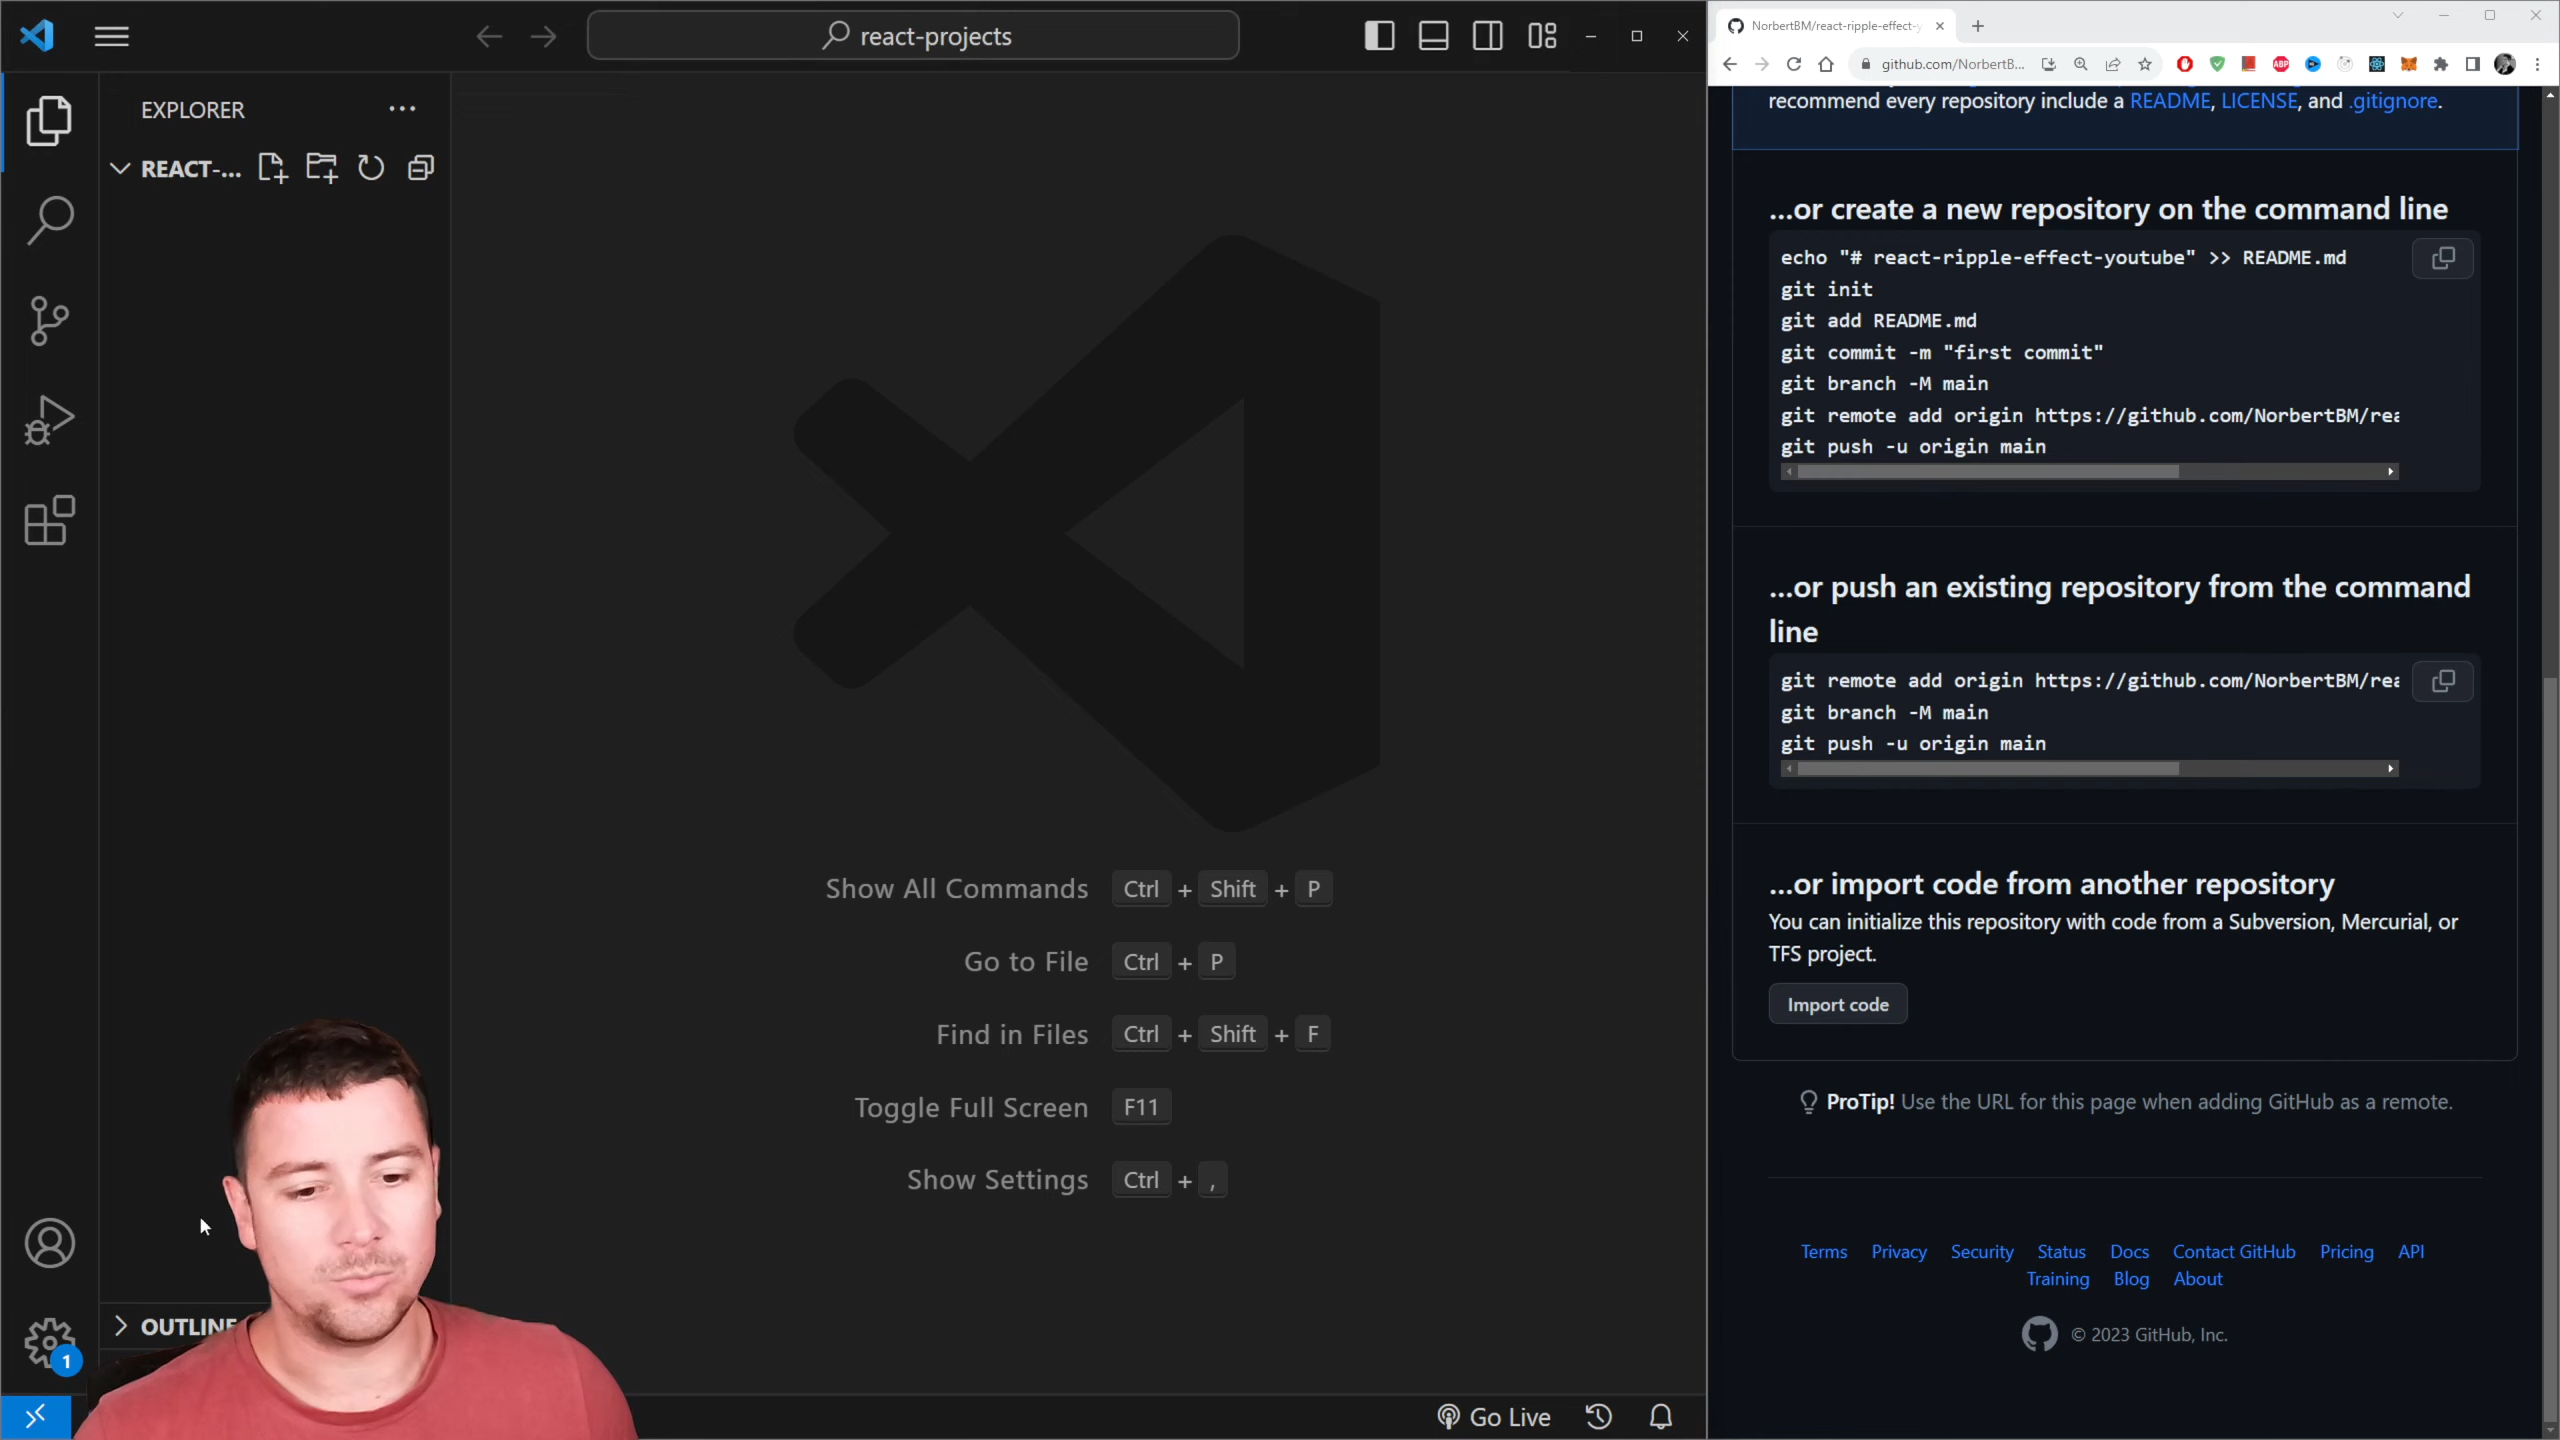 react-projects
EXPLORER
REACT-...
Show All Commands Ctrl + Shift + P
Go to File Ctrl + P
Find in Files Ctrl + Shift + F
Toggle Full Screen F11
Show Settings Ctrl + ,
OUTLINE
1
Go Live
NorbertBM/react-ripple-effect-y
github.com/NorbertB...
ABP
recommend every repository include a README, LICENSE, and .gitignore.
...or create a new repository on the command line
echo "# react-ripple-effect-youtube" >> README.md
git init
git add README.md
git commit -m "first commit"
git branch -M main
git remote add origin https://github.com/NorbertBM/rea
git push -u origin main
...or push an existing repository from the command
line
git remote add origin https://github.com/NorbertBM/rea
git branch -M main
git push -u origin main
...or import code from another repository
You can initialize this repository with code from a Subversion, Mercurial, or
TFS project.
Import code
ProTip! Use the URL for this page when adding GitHub as a remote.
Terms Privacy Security Status Docs Contact GitHub Pricing API
Training Blog About
© 2023 GitHub, Inc.